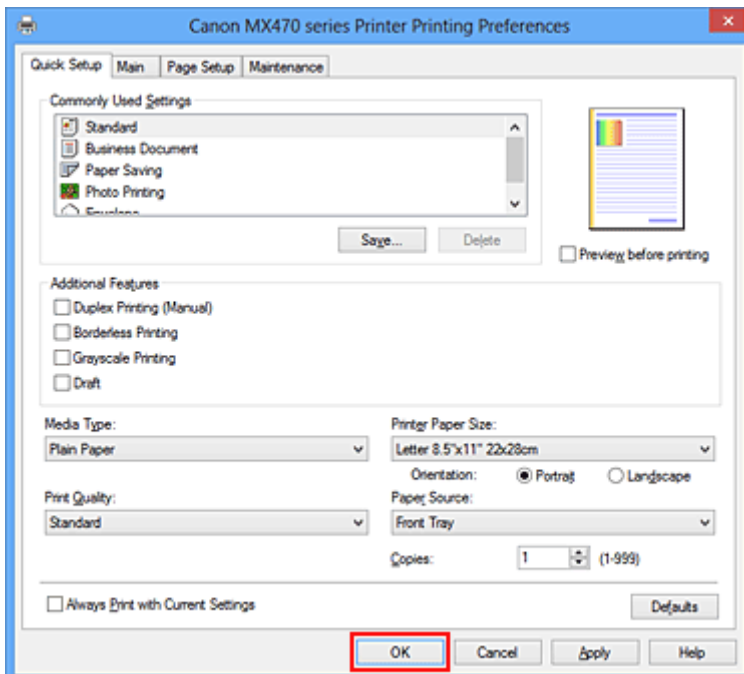 Canon MX470 series Printer Printing Preferences
Quick Setup Main Page Setup Maintenance
Commonly Used Settings
Standard
Business Document
Paper Saving
Photo Printing
Envelope
Save... Delete
Preview before printing
Additional Features
Duplex Printing (Manual)
Borderless Printing
Grayscale Printing
Draft
Media Type: Printer Paper Size:
Plain Paper Letter 8.5"x11" 22x28cm
Orientation: Portrait Landscape
Print Quality: Paper Source:
Standard Front Tray
Copies: 1 (1-999)
Always Print with Current Settings Defaults
OK Cancel Apply Help